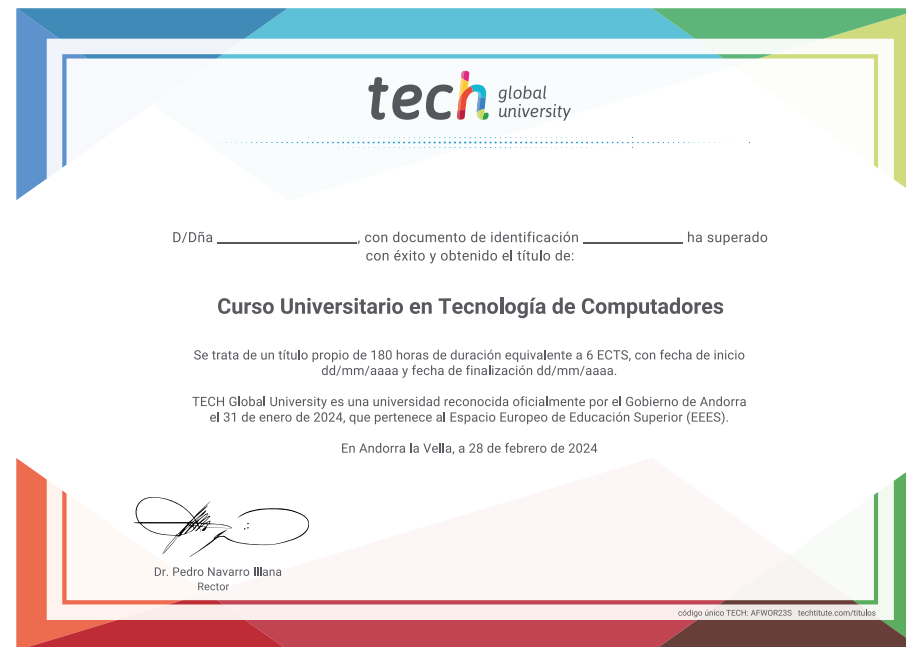 tech global university
D/Dña ________________, con documento de identificación ____________ ha superado
con éxito y obtenido el título de:
Curso Universitario en Tecnología de Computadores
Se trata de un título propio de 180 horas de duración equivalente a 6 ECTS, con fecha de inicio
dd/mm/aaaa y fecha de finalización dd/mm/aaaa.
TECH Global University es una universidad reconocida oficialmente por el Gobierno de Andorra
el 31 de enero de 2024, que pertenece al Espacio Europeo de Educación Superior (EEES).
En Andorra la Vella, a 28 de febrero de 2024
Dr. Pedro Navarro Illana
Rector
código único TECH: AFWOR23S techtitute.com/titulos